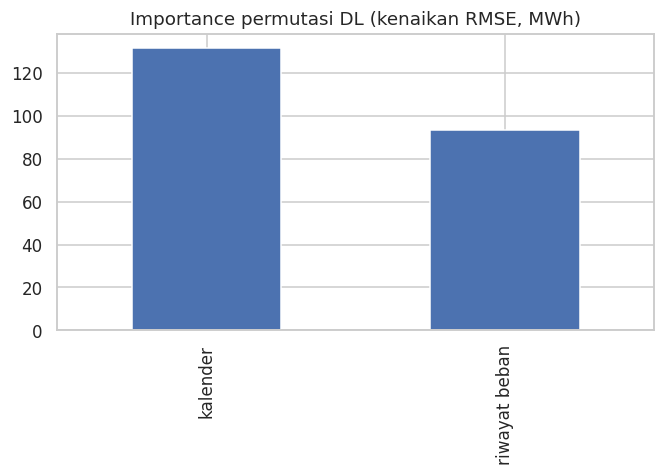 Importance permutasi DL (kenaikan RMSE, MWh)
120
100
80
60
40
20
0
kalender
riwayat beban